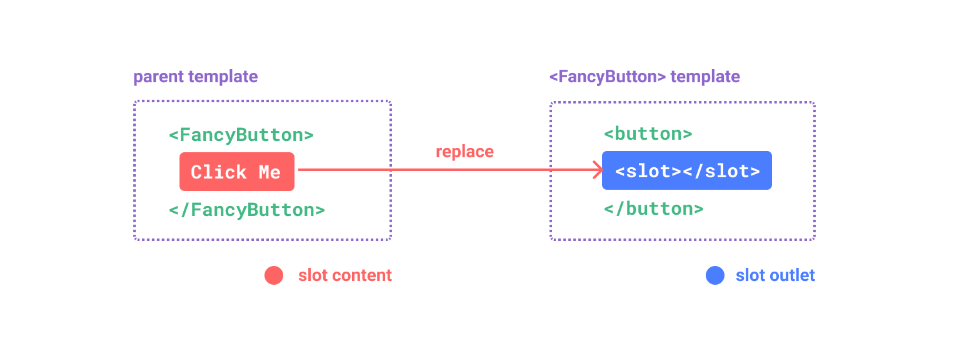 parent template
<FancyButton>
Click Me
</FancyButton>
slot content
replace
<FancyButton> template
<button>
<slot></slot>
</button>
slot outlet